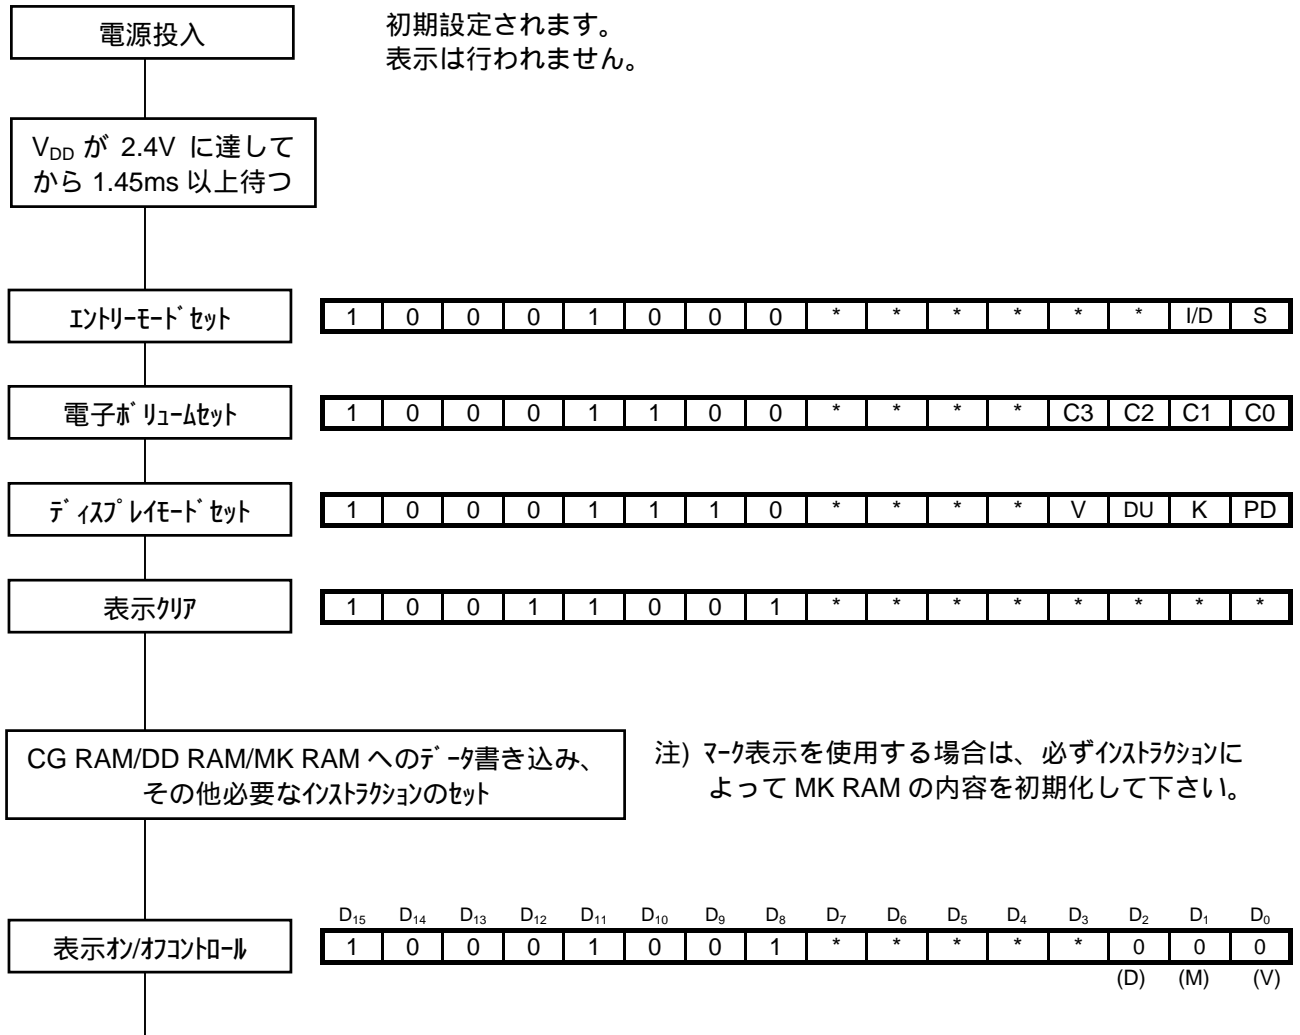 電源投入
初期設定されます。
表示は行われません。
VDD が 2.4V に達して
から 1.45ms 以上待つ
ｴﾝﾄﾘｰﾓｰﾄﾞｾｯﾄ
1 0 0 0 1 0 0 0 * * * * * * I/D S
電子ﾎﾞﾘｭｰﾑｾｯﾄ
1 0 0 0 1 1 0 0 * * * * C3 C2 C1 C0
ﾃﾞｨｽﾌﾟﾚｲﾓｰﾄﾞｾｯﾄ
1 0 0 0 1 1 1 0 * * * * V DU K PD
表示ｸﾘｱ
1 0 0 1 1 0 0 1 * * * * * * * *
CG RAM/DD RAM/MK RAM へのﾃﾞｰﾀ書き込み、
その他必要なｲﾝｽﾄﾗｸｼｮﾝのｾｯﾄ
注) ﾏｰｸ表示を使用する場合は、必ずｲﾝｽﾄﾗｸｼｮﾝに
よって MK RAM の内容を初期化して下さい。
D15 D14 D13 D12 D11 D10 D9 D8 D7 D6 D5 D4 D3 D2 D1 D0
表示ｵﾝ/ｵﾌｺﾝﾄﾛｰﾙ
1 0 0 0 1 0 0 1 * * * * * 0 0 0
(D) (M) (V)